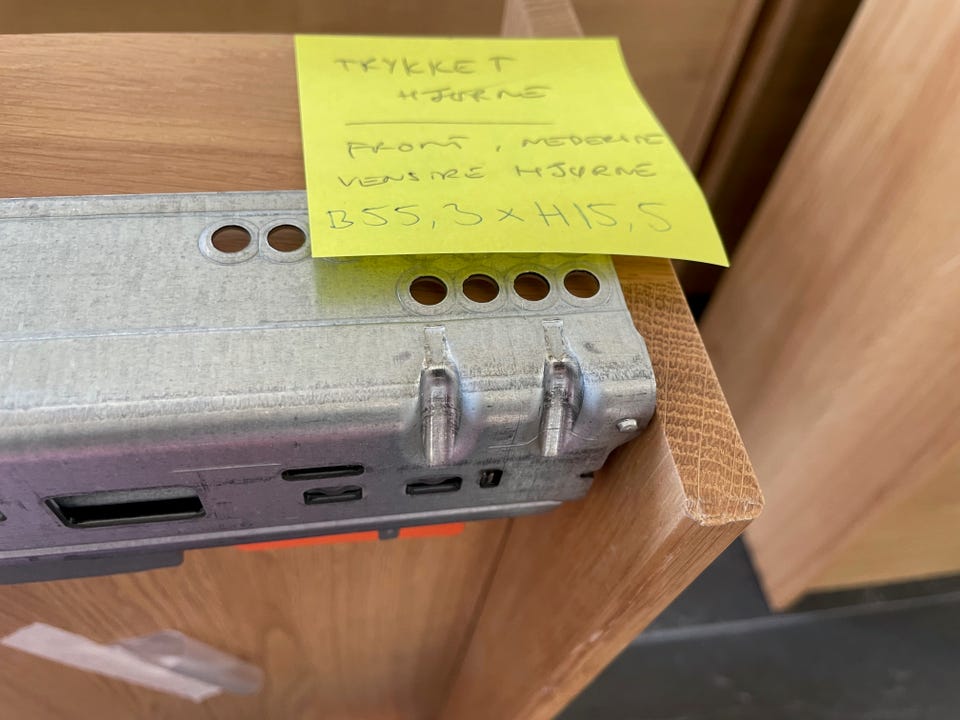 TRYKKET
HJØRNE
FRONT, NEDERSTE
VENSTRE HJØRNE
B55,3 x H15,5